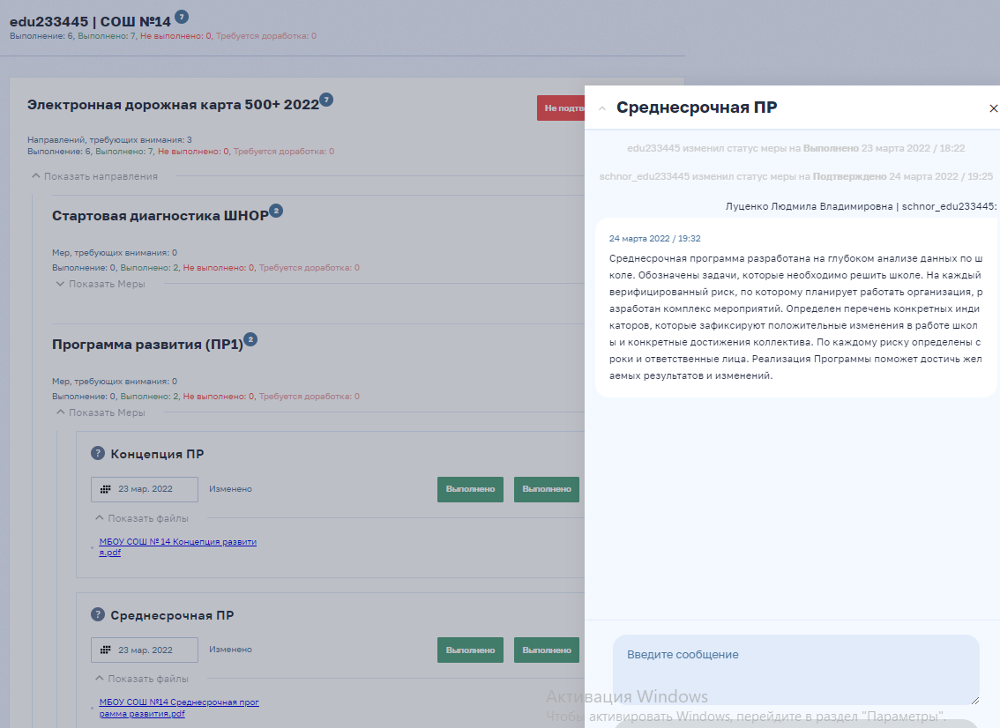 edu233445 | СОШ №14 7
Выполнение: 6, Выполнено: 7, Не выполнено: 0, Требуется доработка: 0
Электронная дорожная карта 500+ 2022 7
Не подтв
Направлений, требующих внимания: 3
Выполнение: 6, Выполнено: 7, Не выполнено: 0, Требуется доработка: 0
Показать направления
Стартовая диагностика ШНОР 2
Мер, требующих внимания: 0
Выполнение: 0, Выполнено: 2, Не выполнено: 0, Требуется доработка: 0
Показать Меры
Программа развития (ПР1) 2
Мер, требующих внимания: 0
Выполнение: 0, Выполнено: 2, Не выполнено: 0, Требуется доработка: 0
Показать Меры
? Концепция ПР
23 мар. 2022 Изменено Выполнено Выполнено
Показать файлы
МБОУ СОШ № 14 Концепция развити
я.pdf
? Среднесрочная ПР
23 мар. 2022 Изменено Выполнено Выполнено
Показать файлы
МБОУ СОШ №14 Среднесрочная прог
рамма развития.pdf
Среднесрочная ПР ×
edu233445 изменил статус меры на Выполнено 23 марта 2022 / 18:22
schnor_edu233445 изменил статус меры на Подтверждено 24 марта 2022 / 19:25
Луценко Людмила Владимировна | schnor_edu233445:
24 марта 2022 / 19:32
Среднесрочная программа разработана на глубоком анализе данных по ш
коле. Обозначены задачи, которые необходимо решить школе. На каждый
верифицированный риск, по которому планирует работать организация, р
азработан комплекс мероприятий. Определен перечень конкретных инди
каторов, которые зафиксируют положительные изменения в работе школ
ы и конкретные достижения коллектива. По каждому риску определены с
роки и ответственные лица. Реализация Программы поможет достичь жел
аемых результатов и изменений.
Введите сообщение
Активация Windows
Чтобы активировать Windows, перейдите в раздел "Параметры".